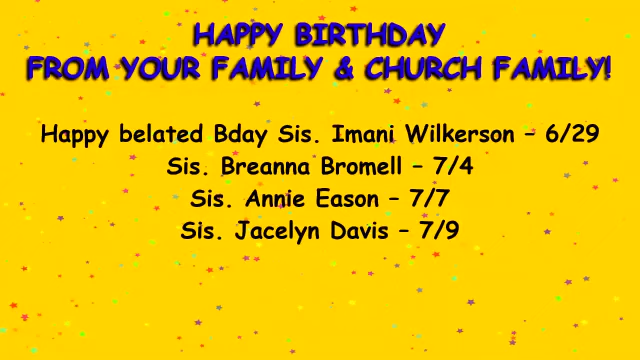 HAPPY BIRTHDAY
FROM YOUR FAMILY & CHURCH FAMILY!
Happy belated Bday Sis. Imani Wilkerson – 6/29
Sis. Breanna Bromell – 7/4
Sis. Annie Eason – 7/7
Sis. Jacelyn Davis – 7/9